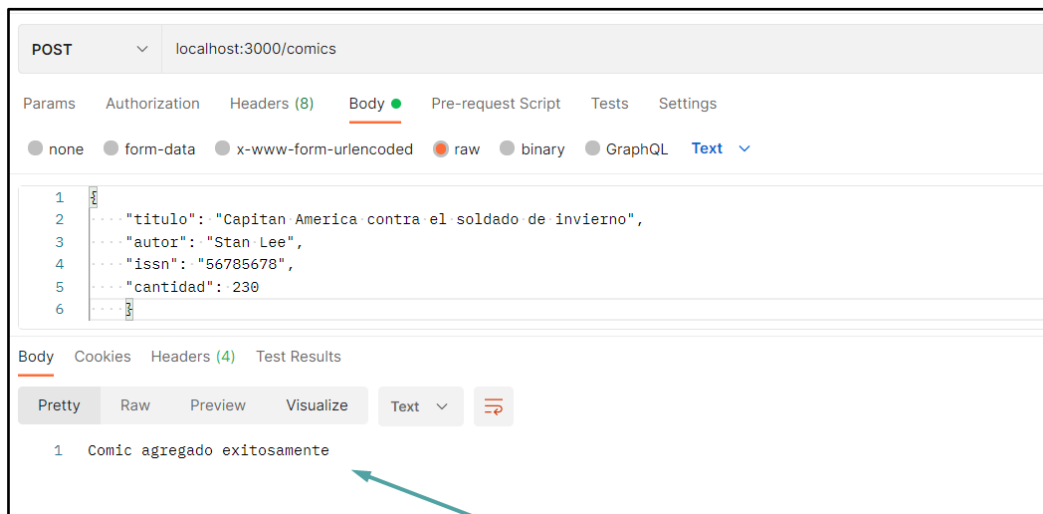 POST localhost:3000/comics
Params Authorization Headers (8) Body Pre-request Script Tests Settings
none form-data x-www-form-urlencoded raw binary GraphQL Text
1 {
2 "titulo": "Capitan America contra el soldado de invierno",
3 "autor": "Stan Lee",
4 "issn": "56785678",
5 "cantidad": 230
6 }
Body Cookies Headers (4) Test Results
Pretty Raw Preview Visualize Text
1 Comic agregado exitosamente